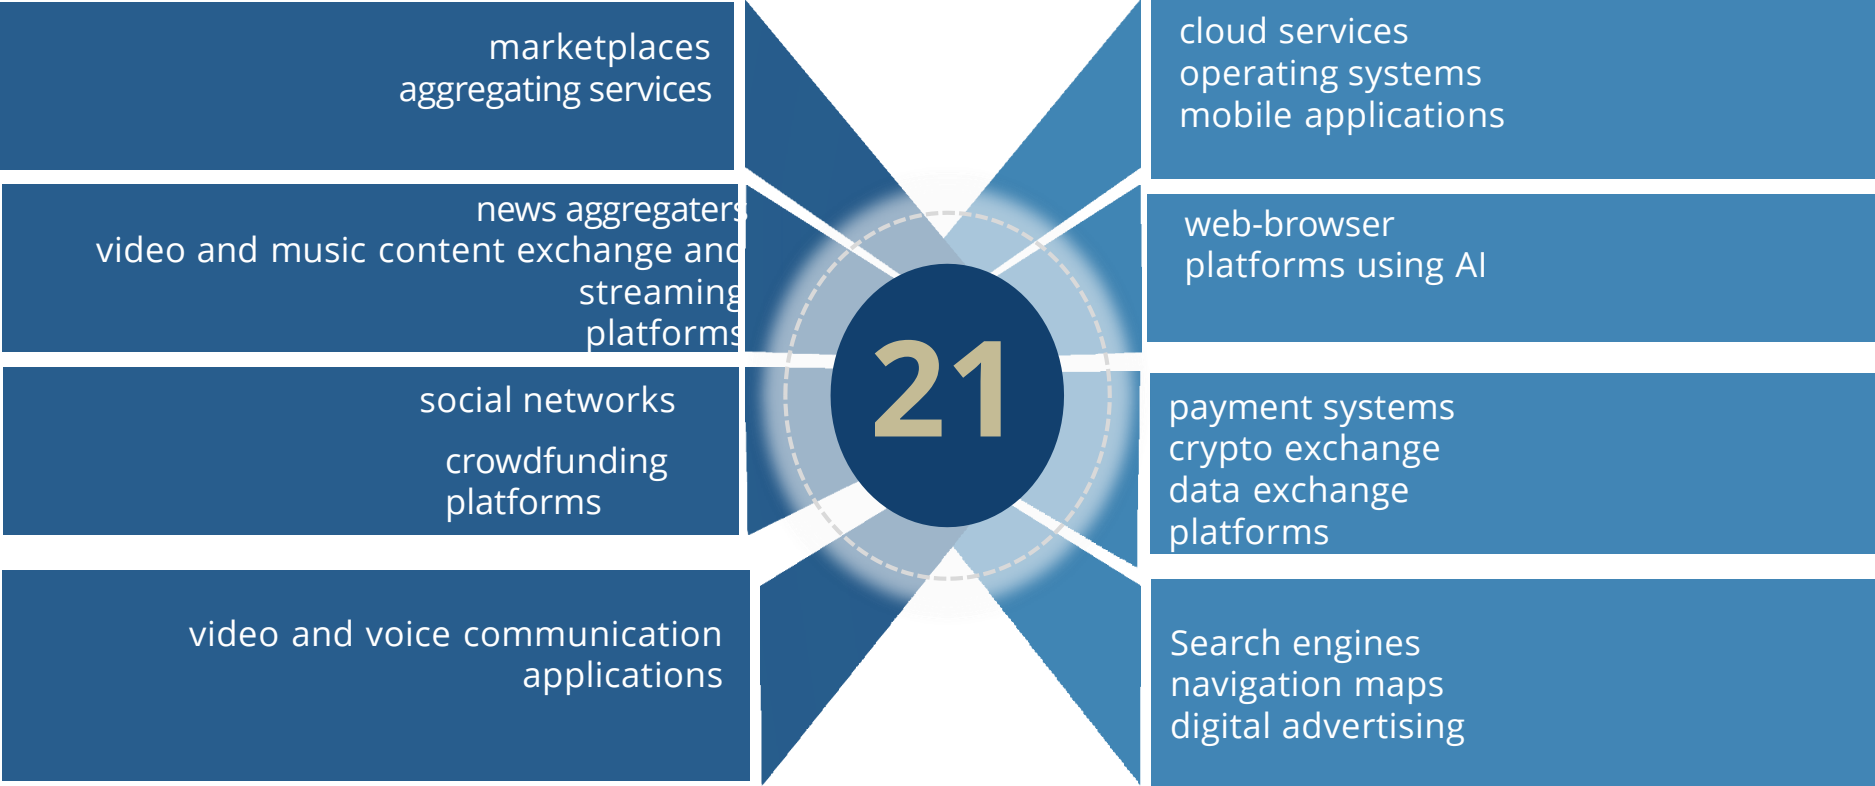 marketplaces
aggregating services
news aggregaters
video and music content exchange and
streaming
platforms
social networks
crowdfunding
platforms
video and voice communication
applications
21
cloud services
operating systems
mobile applications
web-browser
platforms using AI
payment systems
crypto exchange
data exchange
platforms
Search engines
navigation maps
digital advertising